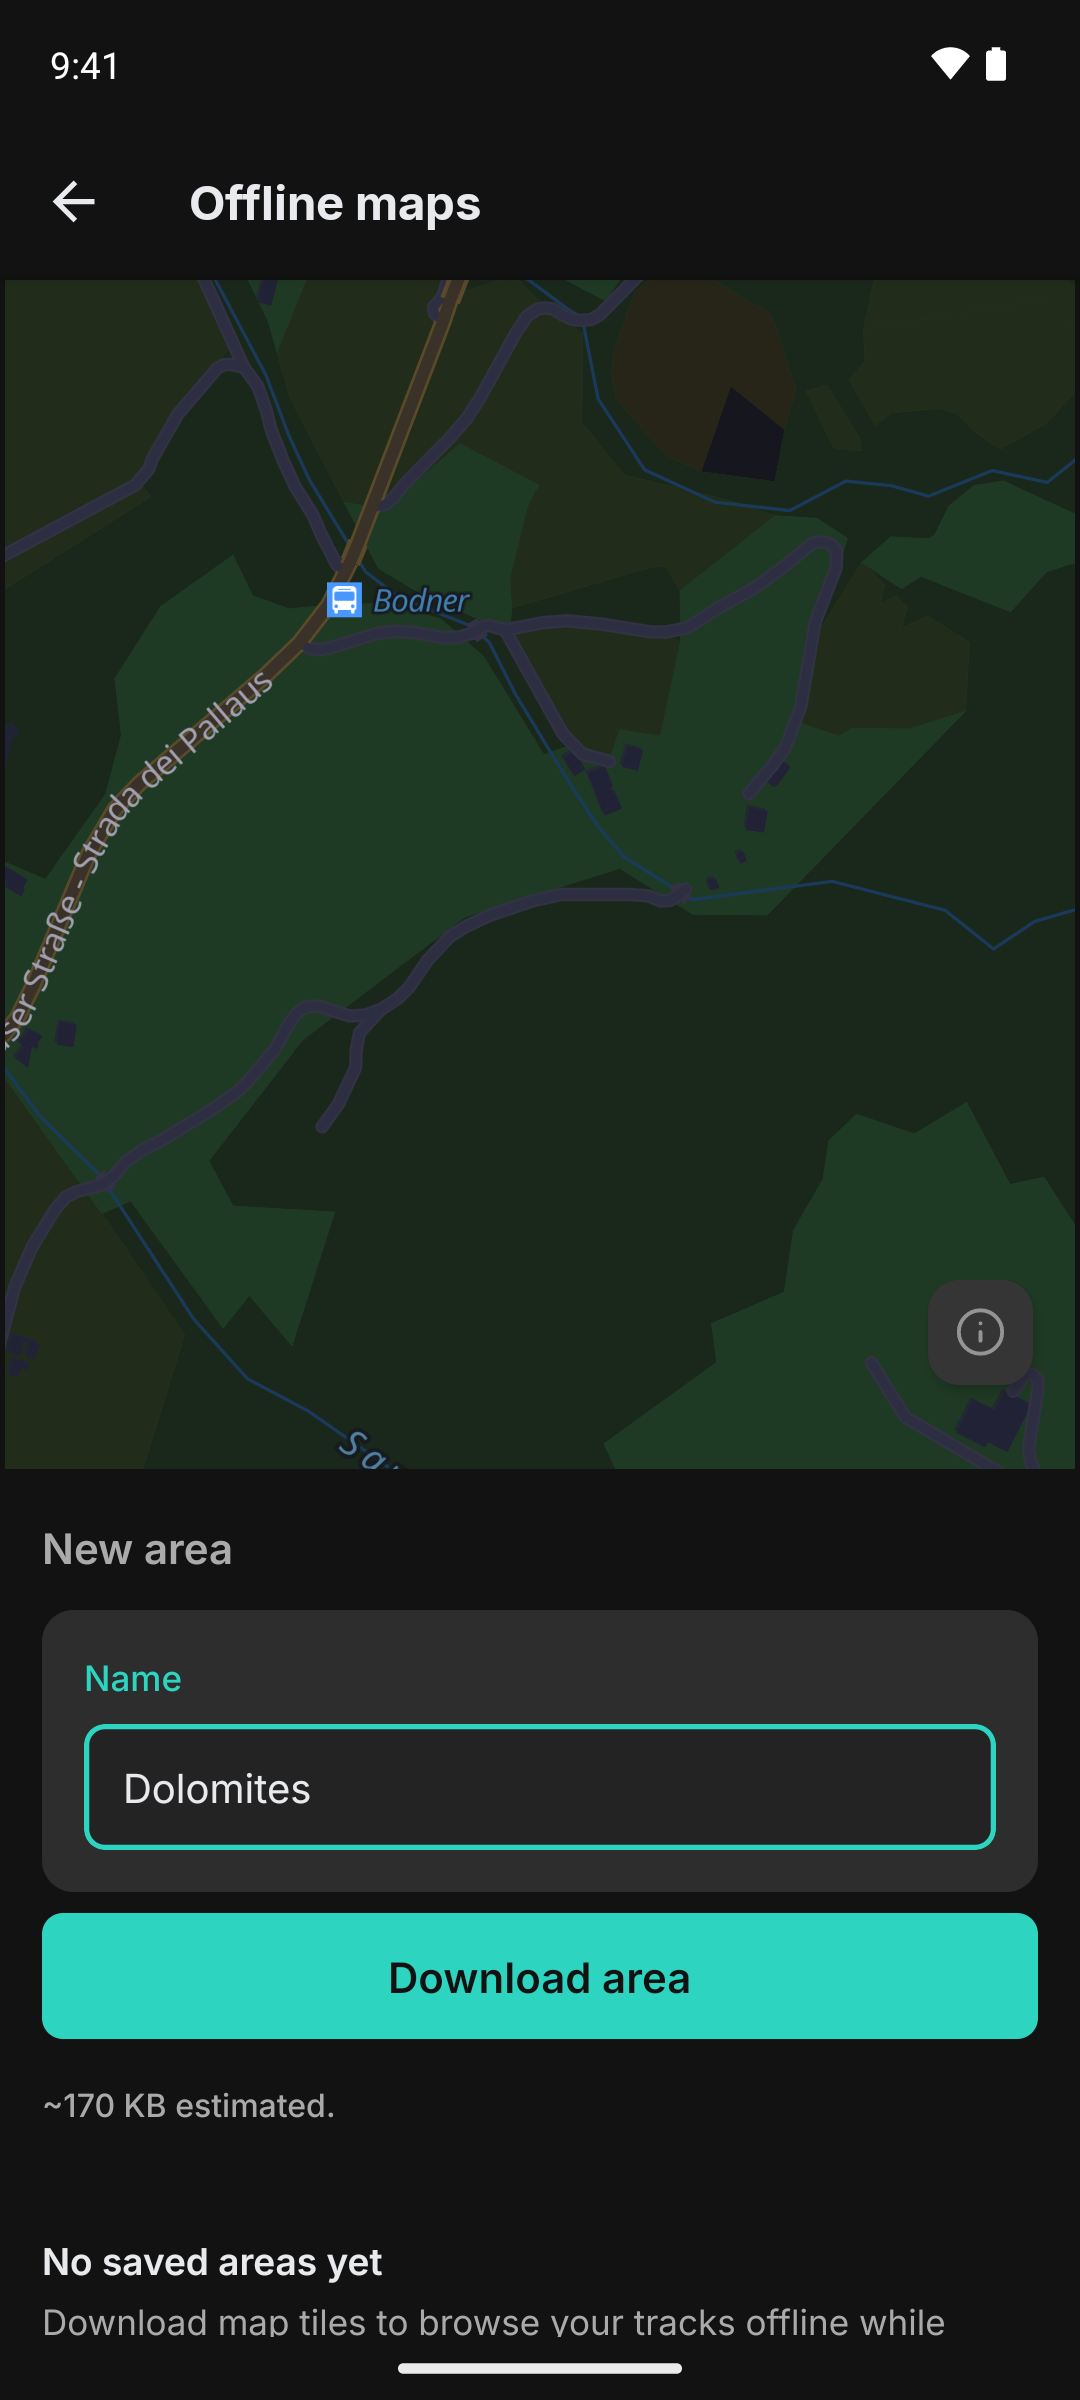 9:41
Offline maps
Bodner
Straße - Strada dei Pallaus
New area
Name
Dolomites
Download area
~170 KB estimated.
No saved areas yet
Download map tiles to browse your tracks offline while